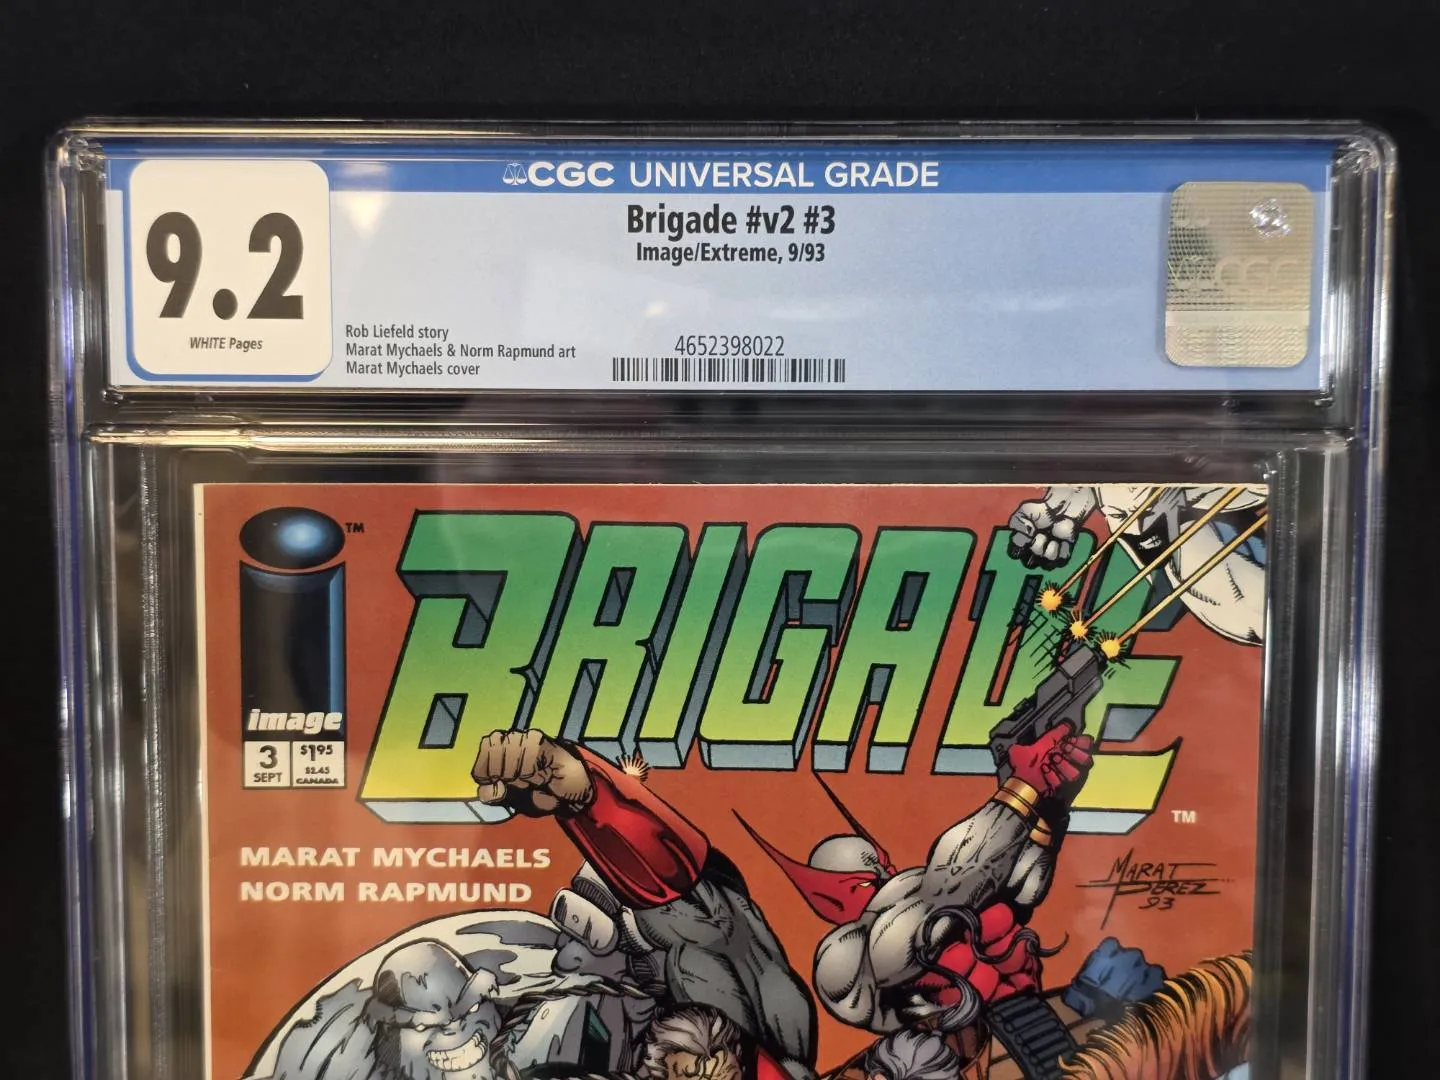 CGC UNIVERSAL GRADE
9.2
WHITE Pages
Brigade #v2 #3
Image/Extreme, 9/93
Rob Liefeld story
Marat Mychaels & Norm Rapmund art
Marat Mychaels cover
4652398022
CGC
BRIGADE
TM
TM
image
3
SEPT
$1.95
$2.45
CANADA
MARAT MYCHAELS
NORM RAPMUND
MARAT
PEREZ
93